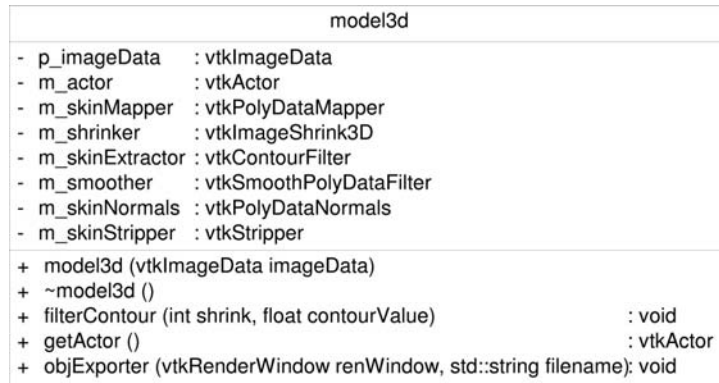 model3d
- p_imageData : vtkImageData
- m_actor : vtkActor
- m_skinMapper : vtkPolyDataMapper
- m_shrinker : vtkImageShrink3D
- m_skinExtractor : vtkContourFilter
- m_smoother : vtkSmoothPolyDataFilter
- m_skinNormals : vtkPolyDataNormals
- m_skinStripper : vtkStripper
+ model3d (vtkImageData imageData)
+ ~model3d ()
+ filterContour (int shrink, float contourValue) : void
+ getActor () : vtkActor
+ objExporter (vtkRenderWindow renWindow, std::string filename): void